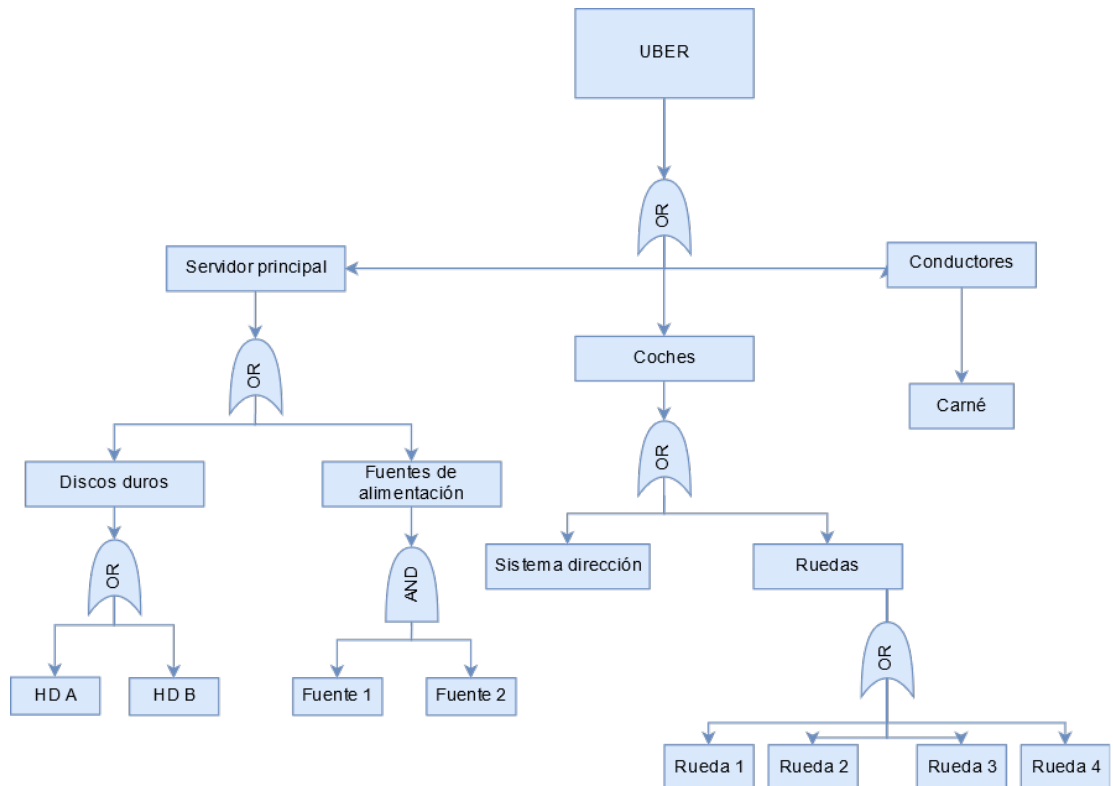 UBER
OR
Servidor principal
Conductores
OR
Coches
Carné
OR
Discos duros
Fuentes de
alimentación
Sistema dirección
Ruedas
OR
AND
OR
HD A
HD B
Fuente 1
Fuente 2
Rueda 1
Rueda 2
Rueda 3
Rueda 4